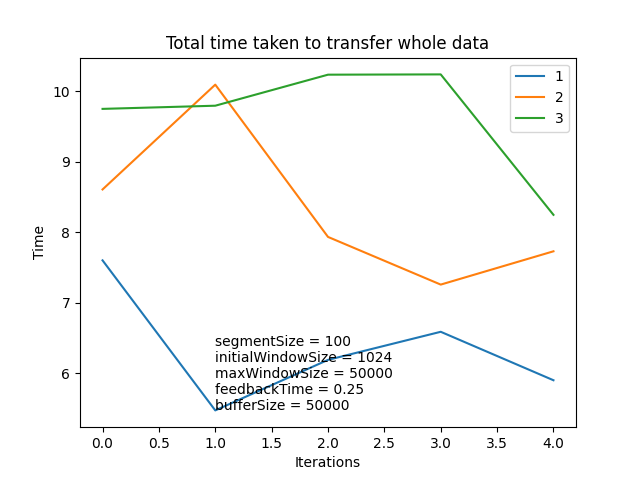 Total time taken to transfer whole data
1
2
3
10
9
8
7
6
Time
segmentSize = 100
initialWindowSize = 1024
maxWindowSize = 50000
feedbackTime = 0.25
bufferSize = 50000
0.0 0.5 1.0 1.5 2.0 2.5 3.0 3.5 4.0
Iterations